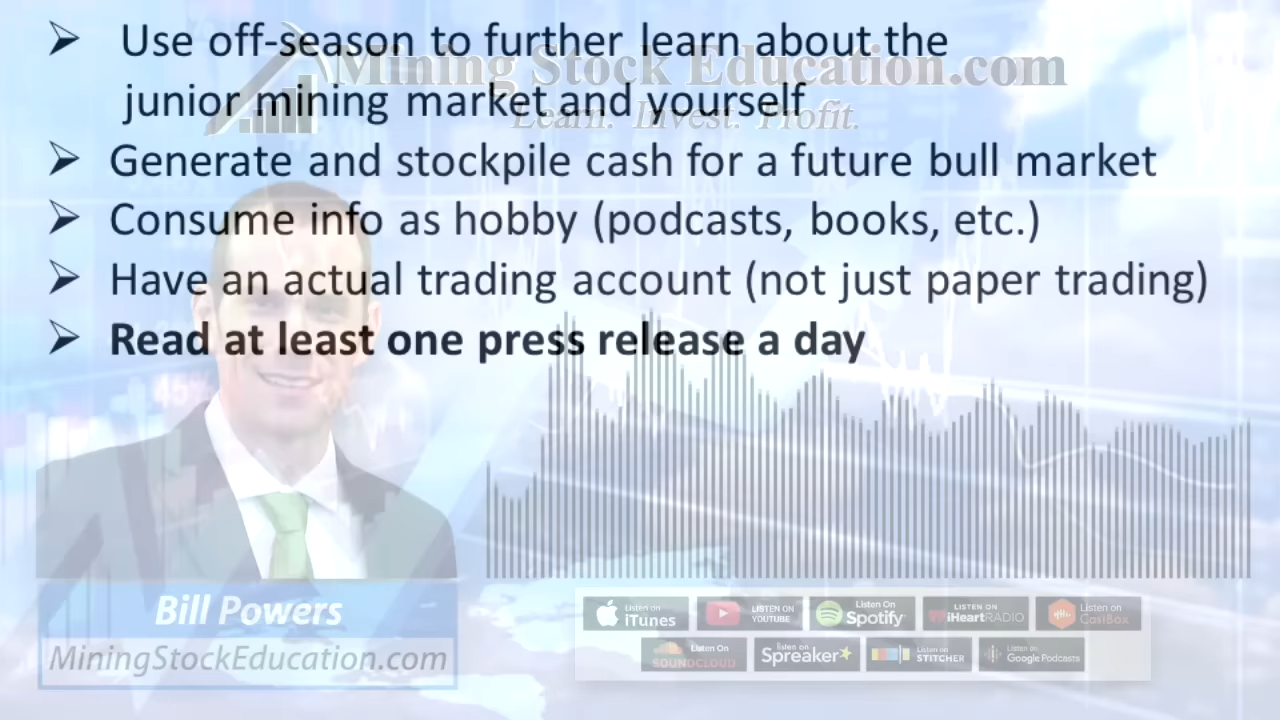 ➢ Use off-season to further learn about the
junior mining market and yourself
➢ Generate and stockpile cash for a future bull market
➢ Consume info as hobby (podcasts, books, etc.)
➢ Have an actual trading account (not just paper trading)
➢ Read at least one press release a day
Mining Stock Education.com
Learn. Invest. Profit.
Bill Powers
MiningStockEducation.com
Listen on iTunes
LISTEN ON YOUTUBE
Listen On Spotify
LISTEN ON iHeartRADIO
Listen on CastBox
Listen On SOUNDCLOUD
listen on Spreaker
LISTEN ON STITCHER
Listen on Google Podcasts